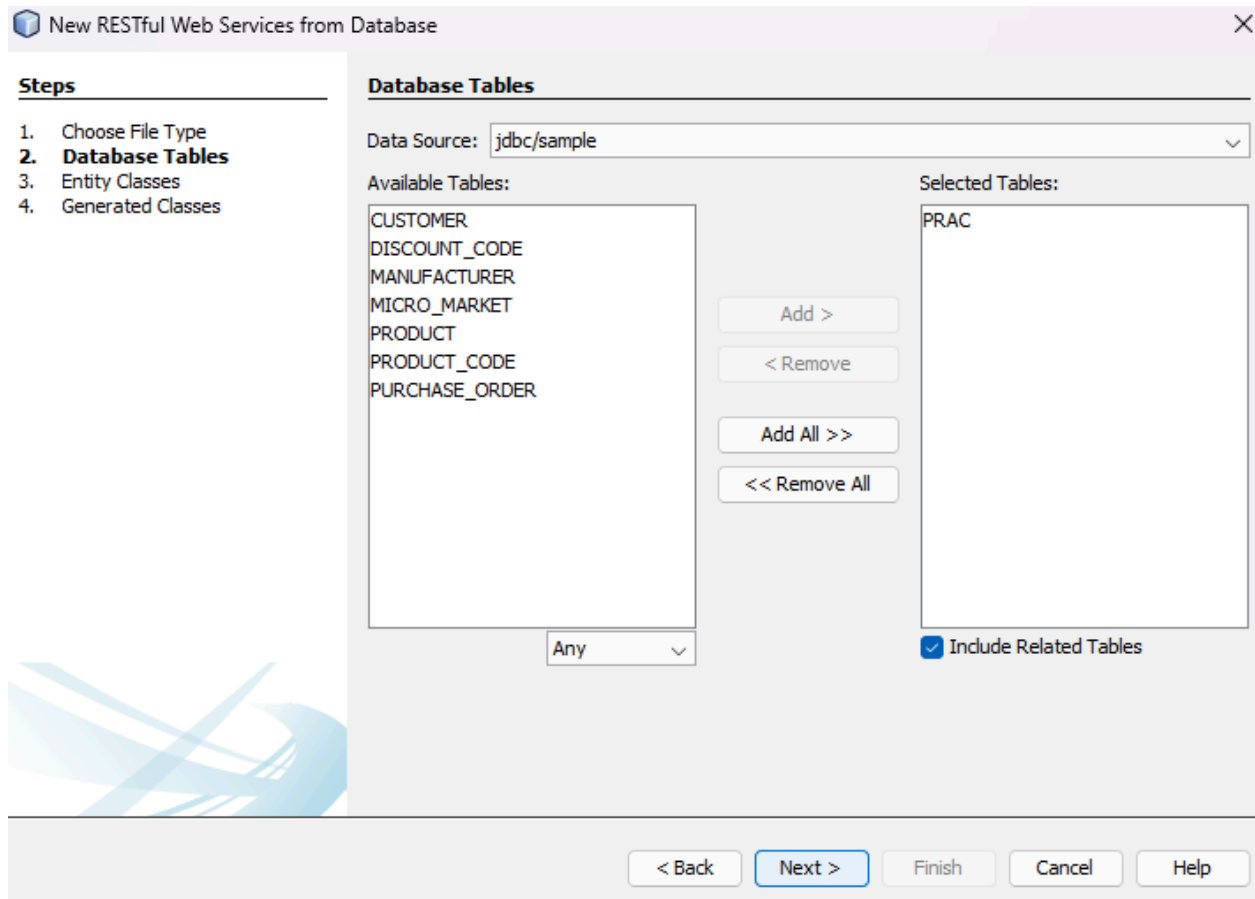 New RESTful Web Services from Database
Steps
1. Choose File Type
2. Database Tables
3. Entity Classes
4. Generated Classes
Database Tables
Data Source: jdbc/sample
Available Tables:
CUSTOMER
DISCOUNT_CODE
MANUFACTURER
MICRO_MARKET
PRODUCT
PRODUCT_CODE
PURCHASE_ORDER
Any
Add >
< Remove
Add All >>
<< Remove All
Selected Tables:
PRAC
Include Related Tables
< Back
Next >
Finish
Cancel
Help